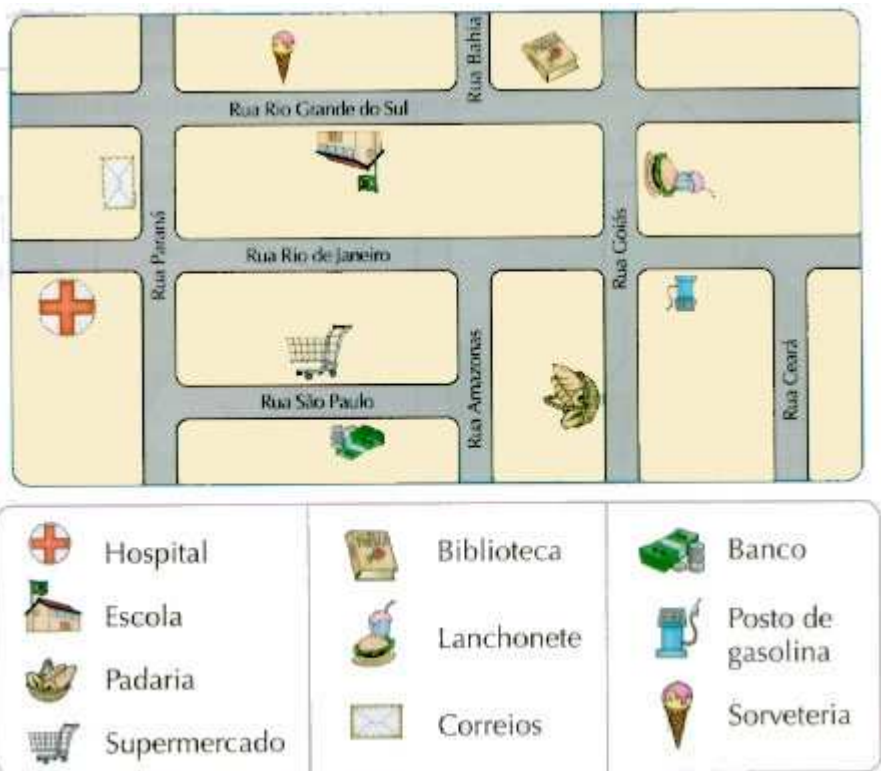 Rua Bahia
Rua Rio Grande do Sul
Rua Paraná
Rua Rio de Janeiro
Rua Goiás
Rua São Paulo
Rua Amazonas
Rua Ceará
Hospital
Escola
Padaria
Supermercado
Biblioteca
Lanchonete
Correios
Banco
Posto de
gasolina
Sorveteria